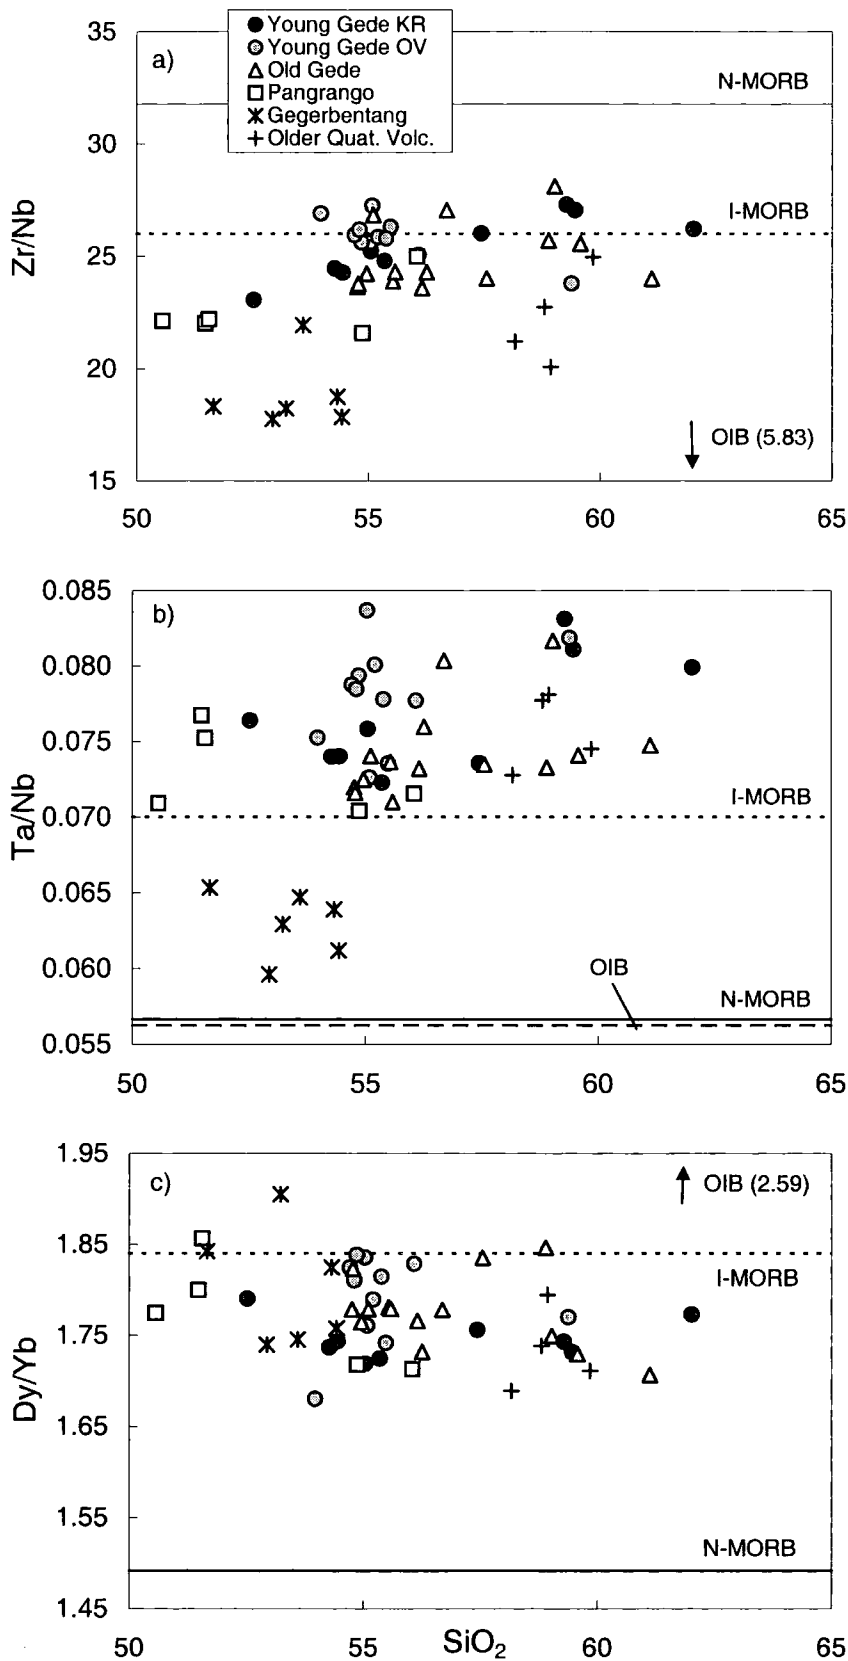 35
a)
Young Gede KR
Young Gede OV
Old Gede
Pangrango
Gegerbentang
Older Quat. Volc.
N-MORB
30
I-MORB
25
Zr/Nb
20
OIB (5.83)
15
50
55
60
65
0.085
b)
0.080
0.075
I-MORB
0.070
Ta/Nb
0.065
0.060
OIB
N-MORB
0.055
50
55
60
65
1.95
c)
OIB (2.59)
1.85
I-MORB
1.75
Dy/Yb
1.65
1.55
N-MORB
1.45
50
55
SiO₂
60
65